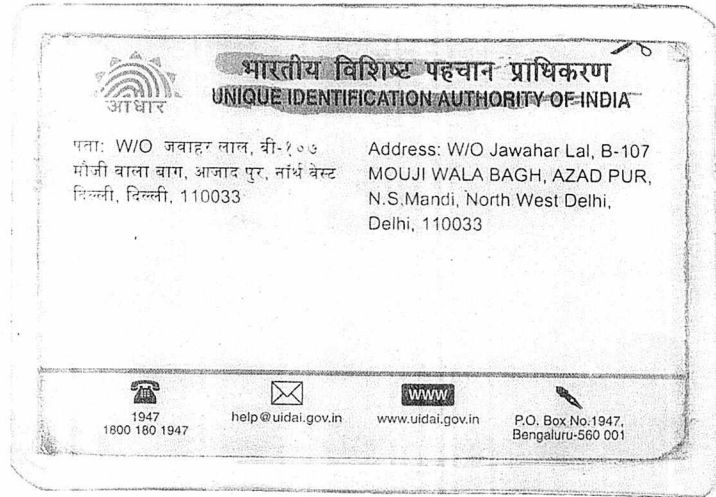 आधार
भारतीय विशिष्ट पहचान प्राधिकरण
UNIQUE IDENTIFICATION AUTHORITY OF INDIA
पता: W/O जवाहर लाल, बी-१०७
मौजी वाला बाग, आजाद पुर, नॉर्थ वेस्ट
दिल्ली, दिल्ली, 110033
Address: W/O Jawahar Lal, B-107
MOUJI WALA BAGH, AZAD PUR,
N.S.Mandi, North West Delhi,
Delhi, 110033
1947
1800 180 1947
help@uidai.gov.in
www
www.uidai.gov.in
P.O. Box No.1947,
Bengaluru-560 001